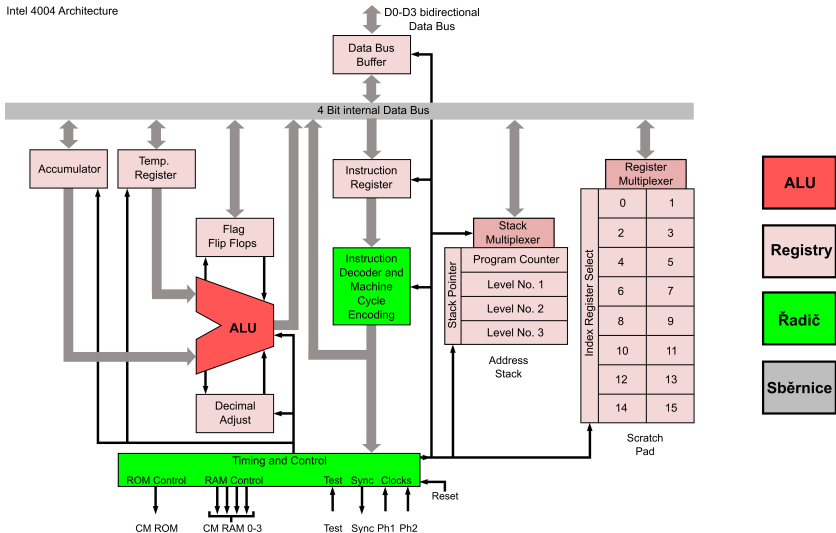 Intel 4004 Architecture
D0-D3 bidirectional
Data Bus
Data Bus
Buffer
4 Bit internal Data Bus
Accumulator
Temp.
Register
Instruction
Register
Register
Multiplexer
Flag
Flip Flops
Stack
Multiplexer
Instruction
Decoder and
Machine
Cycle
Encoding
Stack Pointer
Program Counter
Level No. 1
Level No. 2
Level No. 3
Address
Stack
Index Register Select
0 1
2 3
4 5
6 7
8 9
10 11
12 13
14 15
Scratch
Pad
ALU
Decimal
Adjust
Timing and Control
ROM Control RAM Control Test Sync Clocks
Reset
CM ROM CM RAM 0-3 Test Sync Ph1 Ph2
ALU
Registry
Řadič
Sběrnice